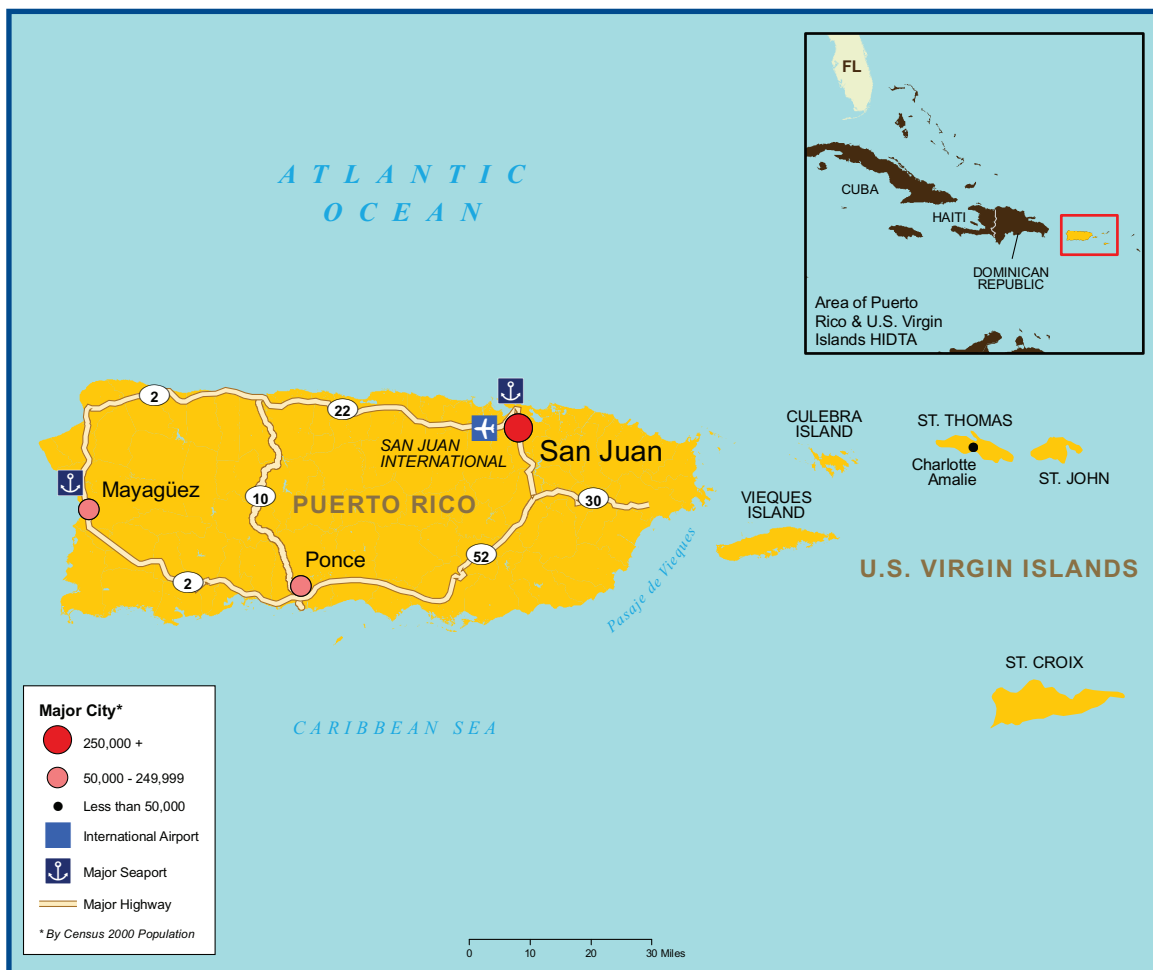 FL
CUBA
HAITI
DOMINICAN
REPUBLIC
Area of Puerto
Rico & U.S. Virgin
Islands HIDTA
ATLANTIC
OCEAN
2
22
SAN JUAN
INTERNATIONAL
San Juan
CULEBRA
ISLAND
ST. THOMAS
Charlotte
Amalie
ST. JOHN
Mayagüez
10
PUERTO RICO
30
VIEQUES
ISLAND
Ponce
52
2
Pasaje de Vieques
U.S. VIRGIN ISLANDS
ST. CROIX
CARIBBEAN SEA
Major City*
250,000 +
50,000 - 249,999
Less than 50,000
International Airport
Major Seaport
Major Highway
* By Census 2000 Population
0 10 20 30 Miles